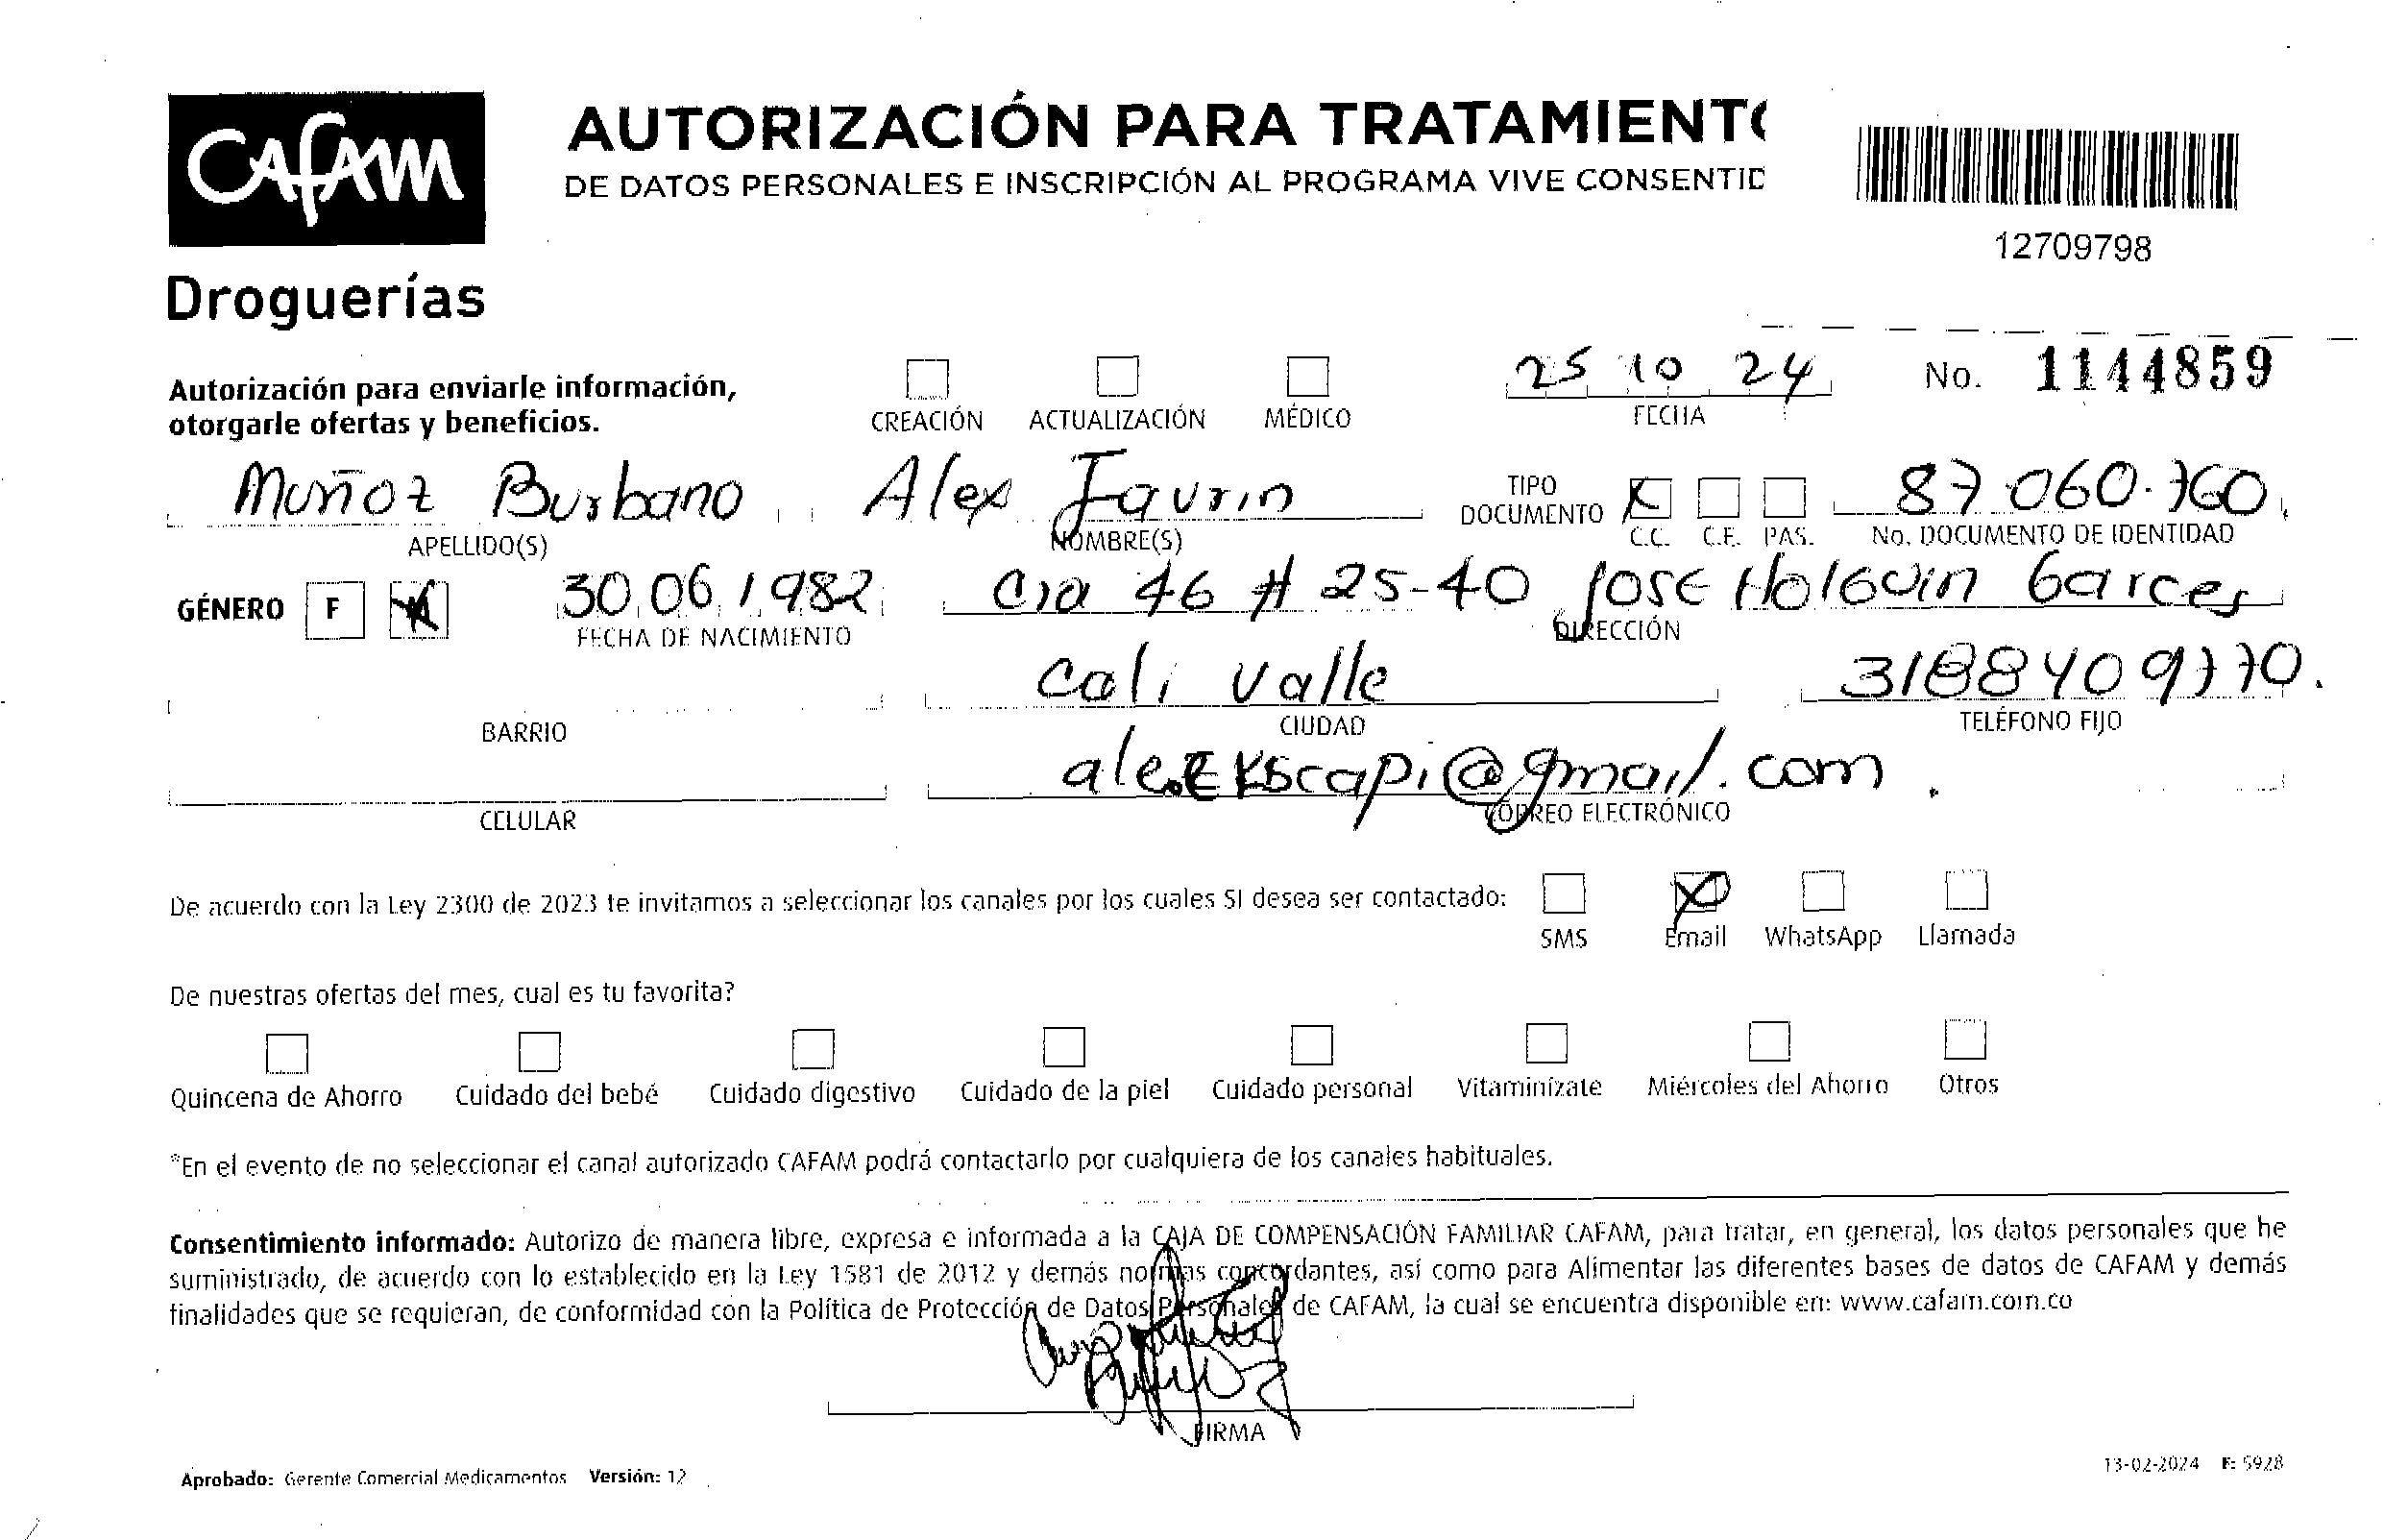 CAFAM
Droguerías
AUTORIZACIÓN PARA TRATAMIENTO
DE DATOS PERSONALES E INSCRIPCIÓN AL PROGRAMA VIVE CONSENTID
12709798
Autorización para enviarle información,
otorgarle ofertas y beneficios.
CREACIÓN ACTUALIZACIÓN MÉDICO
25 10 24
FECHA
No. 1144859
Muñoz Burbano Alex Faurin
APELLIDO(S) NOMBRE(S)
TIPO DOCUMENTO C.C. C.E. PAS.
87.060.760
No. DOCUMENTO DE IDENTIDAD
GÉNERO F M 30 06 1982 Cra 46 # 25-40 José Holguin Garces
FECHA DE NACIMIENTO DIRECCIÓN
Cali Valle 3188409770.
BARRIO CIUDAD TELÉFONO FIJO
@gmail.com
CELULAR CORREO ELECTRÓNICO
De acuerdo con la Ley 2300 de 2023 te invitamos a seleccionar los canales por los cuales SI desea ser contactado:
SMS Email WhatsApp Llamada
De nuestras ofertas del mes, cual es tu favorita?
Quincena de Ahorro Cuidado del bebé Cuidado digestivo Cuidado de la piel Cuidado personal Vitaminízate Miércoles del Ahorro Otros
*En el evento de no seleccionar el canal autorizado CAFAM podrá contactarlo por cualquiera de los canales habituales.
Consentimiento informado: Autorizo de manera libre, expresa e informada a la CAJA DE COMPENSACIÓN FAMILIAR CAFAM, para tratar, en general, los datos personales que he
suministrado, de acuerdo con lo establecido en la Ley 1581 de 2012 y demás normas concordantes, así como para Alimentar las diferentes bases de datos de CAFAM y demás
finalidades que se requieran, de conformidad con la Política de Protección de Datos Personales de CAFAM, la cual se encuentra disponible en: www.cafam.com.co
FIRMA
Aprobado: Gerente Comercial Medicamentos Versión: 12
13-02-2024 F: 5928